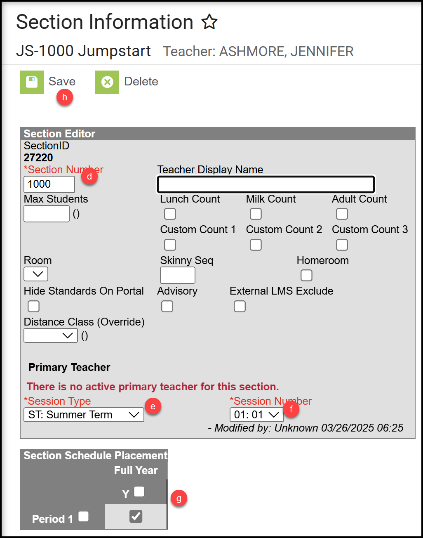 Section Information ☆
JS-1000 Jumpstart Teacher: ASHMORE, JENNIFER
Save Delete
h
Section Editor
SectionID
27220
*Section Number Teacher Display Name
d
1000
Max Students Lunch Count Milk Count Adult Count
()
Custom Count 1 Custom Count 2 Custom Count 3
Room Skinny Seq Homeroom
Hide Standards On Portal Advisory External LMS Exclude
Distance Class (Override)
()
Primary Teacher
There is no active primary teacher for this section.
*Session Type *Session Number
ST: Summer Term e 01: 01 f
- Modified by: Unknown 03/26/2025 06:25
Section Schedule Placement
Full Year
Y g
Period 1